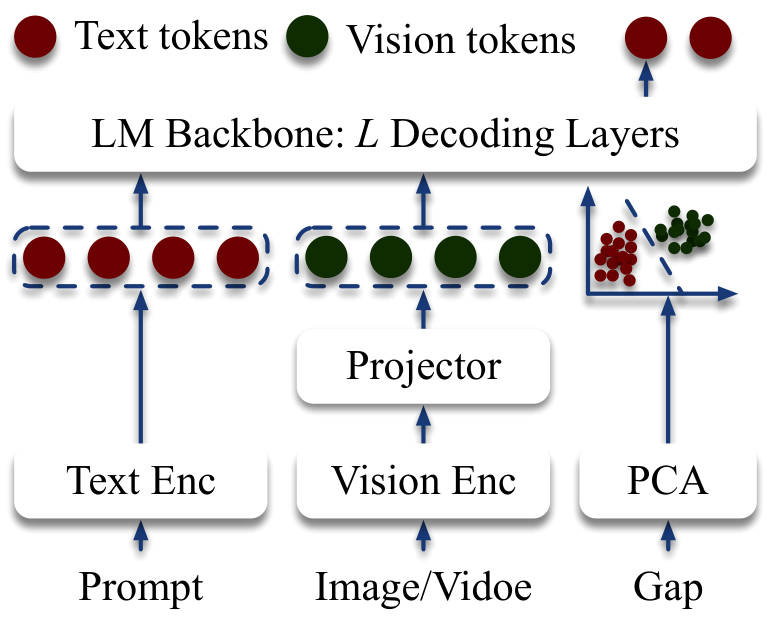 Text tokens Vision tokens
LM Backbone: L Decoding Layers
Projector
Text Enc Vision Enc PCA
Prompt Image/Vidoe Gap